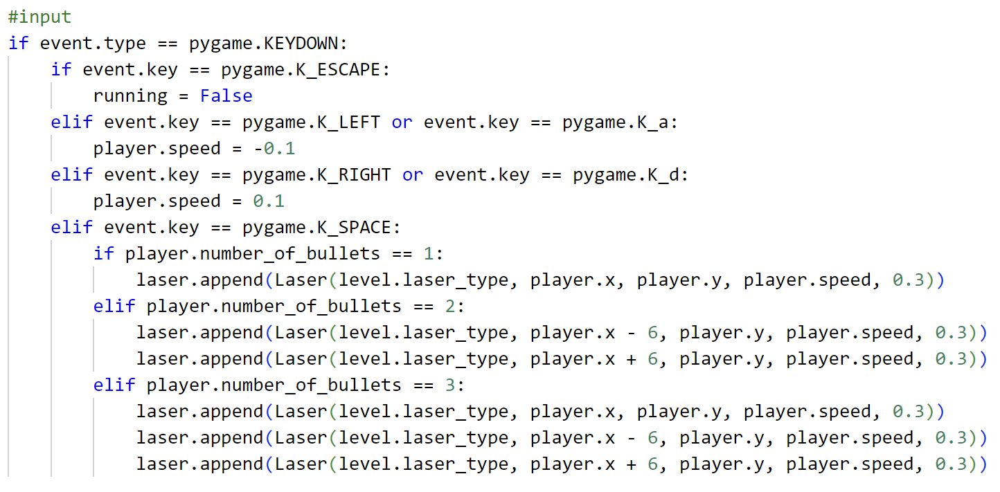 #input
if event.type == pygame.KEYDOWN:
    if event.key == pygame.K_ESCAPE:
        running = False
    elif event.key == pygame.K_LEFT or event.key == pygame.K_a:
        player.speed = -0.1
    elif event.key == pygame.K_RIGHT or event.key == pygame.K_d:
        player.speed = 0.1
    elif event.key == pygame.K_SPACE:
        if player.number_of_bullets == 1:
            laser.append(Laser(level.laser_type, player.x, player.y, player.speed, 0.3))
        elif player.number_of_bullets == 2:
            laser.append(Laser(level.laser_type, player.x - 6, player.y, player.speed, 0.3))
            laser.append(Laser(level.laser_type, player.x + 6, player.y, player.speed, 0.3))
        elif player.number_of_bullets == 3:
            laser.append(Laser(level.laser_type, player.x, player.y, player.speed, 0.3))
            laser.append(Laser(level.laser_type, player.x - 6, player.y, player.speed, 0.3))
            laser.append(Laser(level.laser_type, player.x + 6, player.y, player.speed, 0.3))